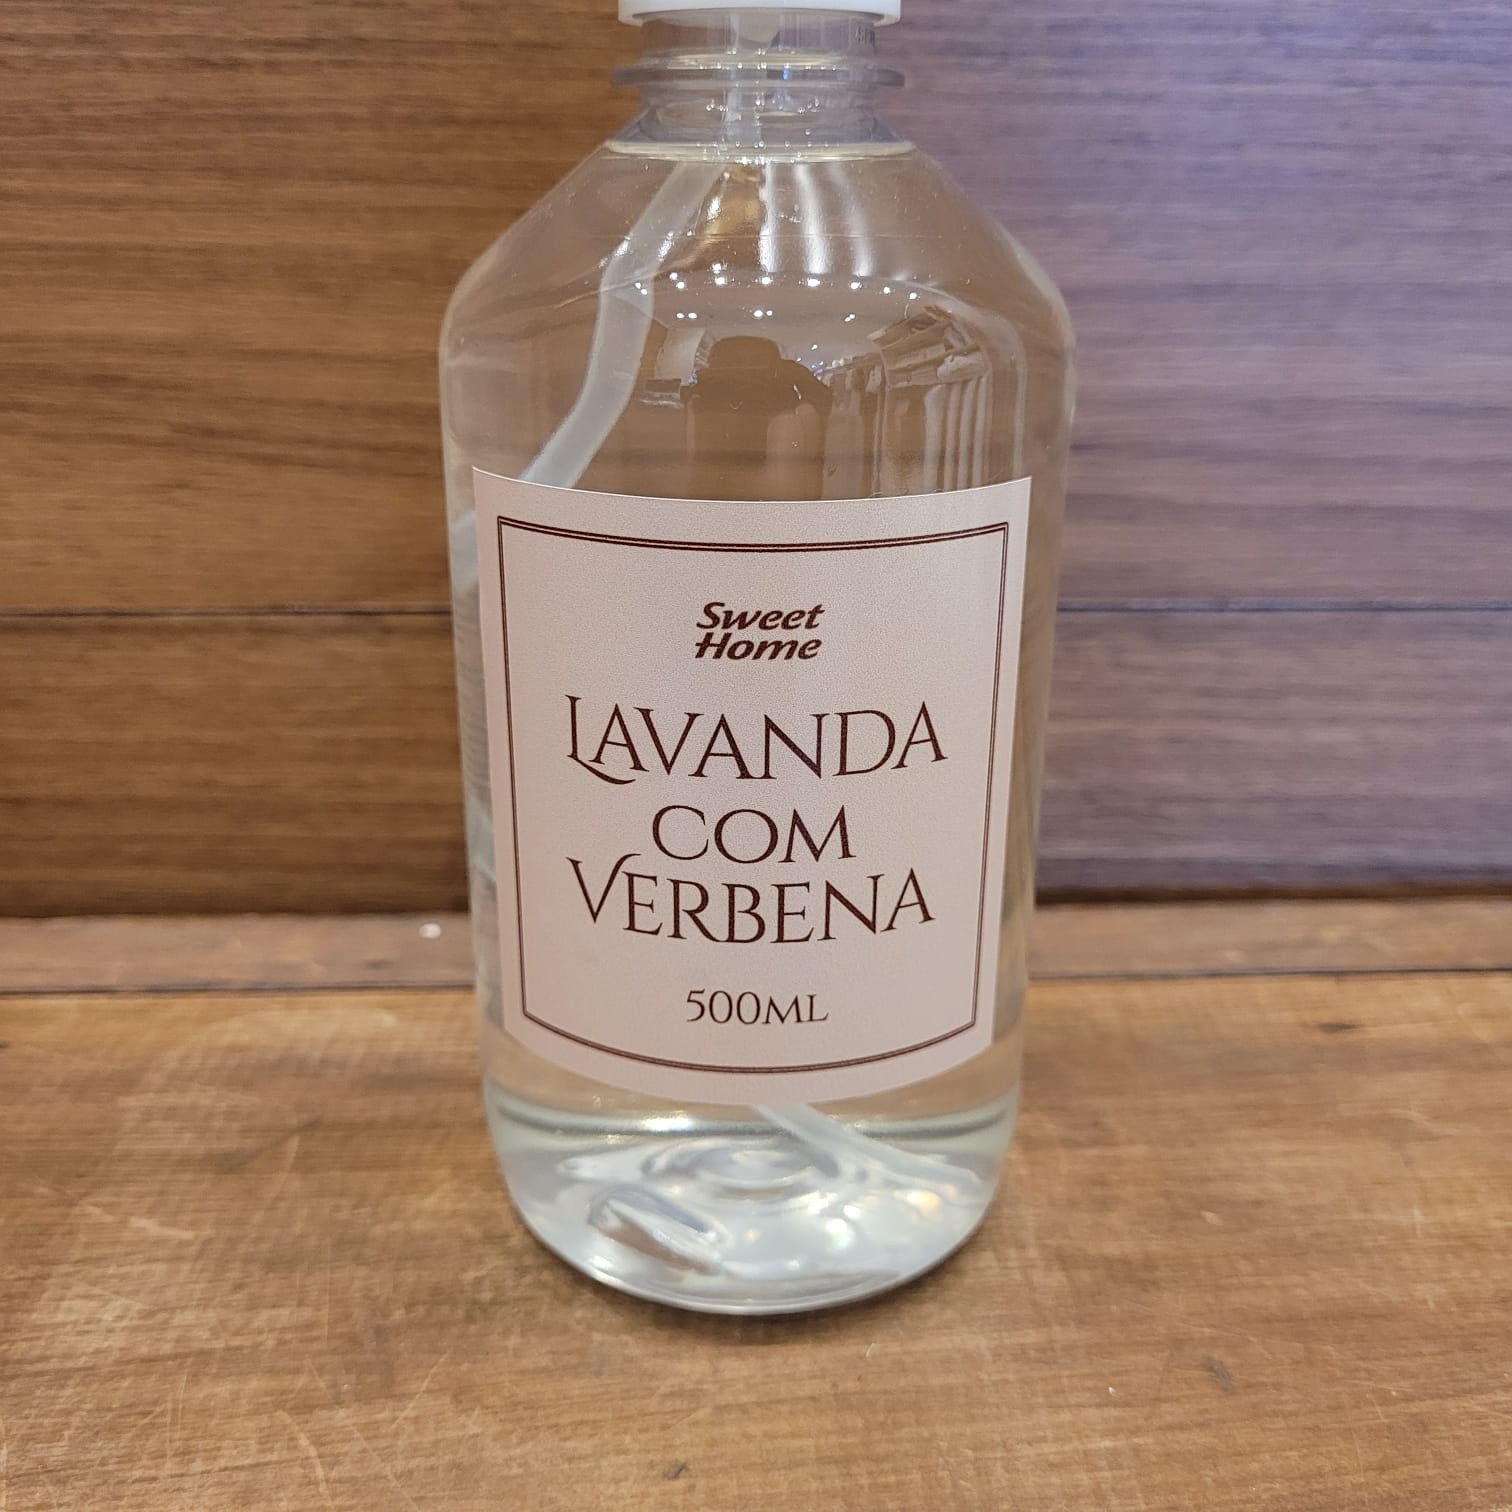 Sweet
Home
LAVANDA
COM
VERBENA
500ML